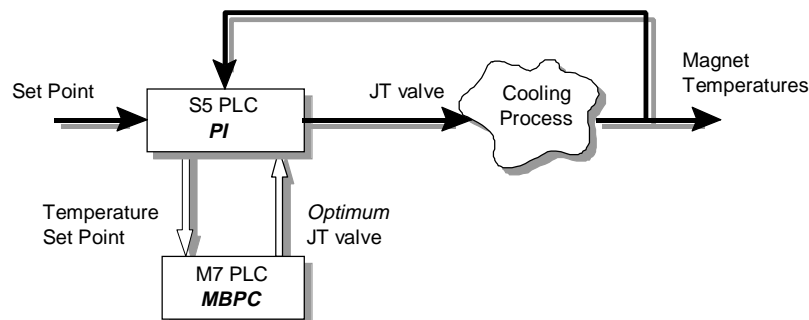 Magnet
Temperatures
Set Point
S5 PLC
PI
JT valve
Cooling
Process
Temperature
Set Point
Optimum
JT valve
M7 PLC
MBPC